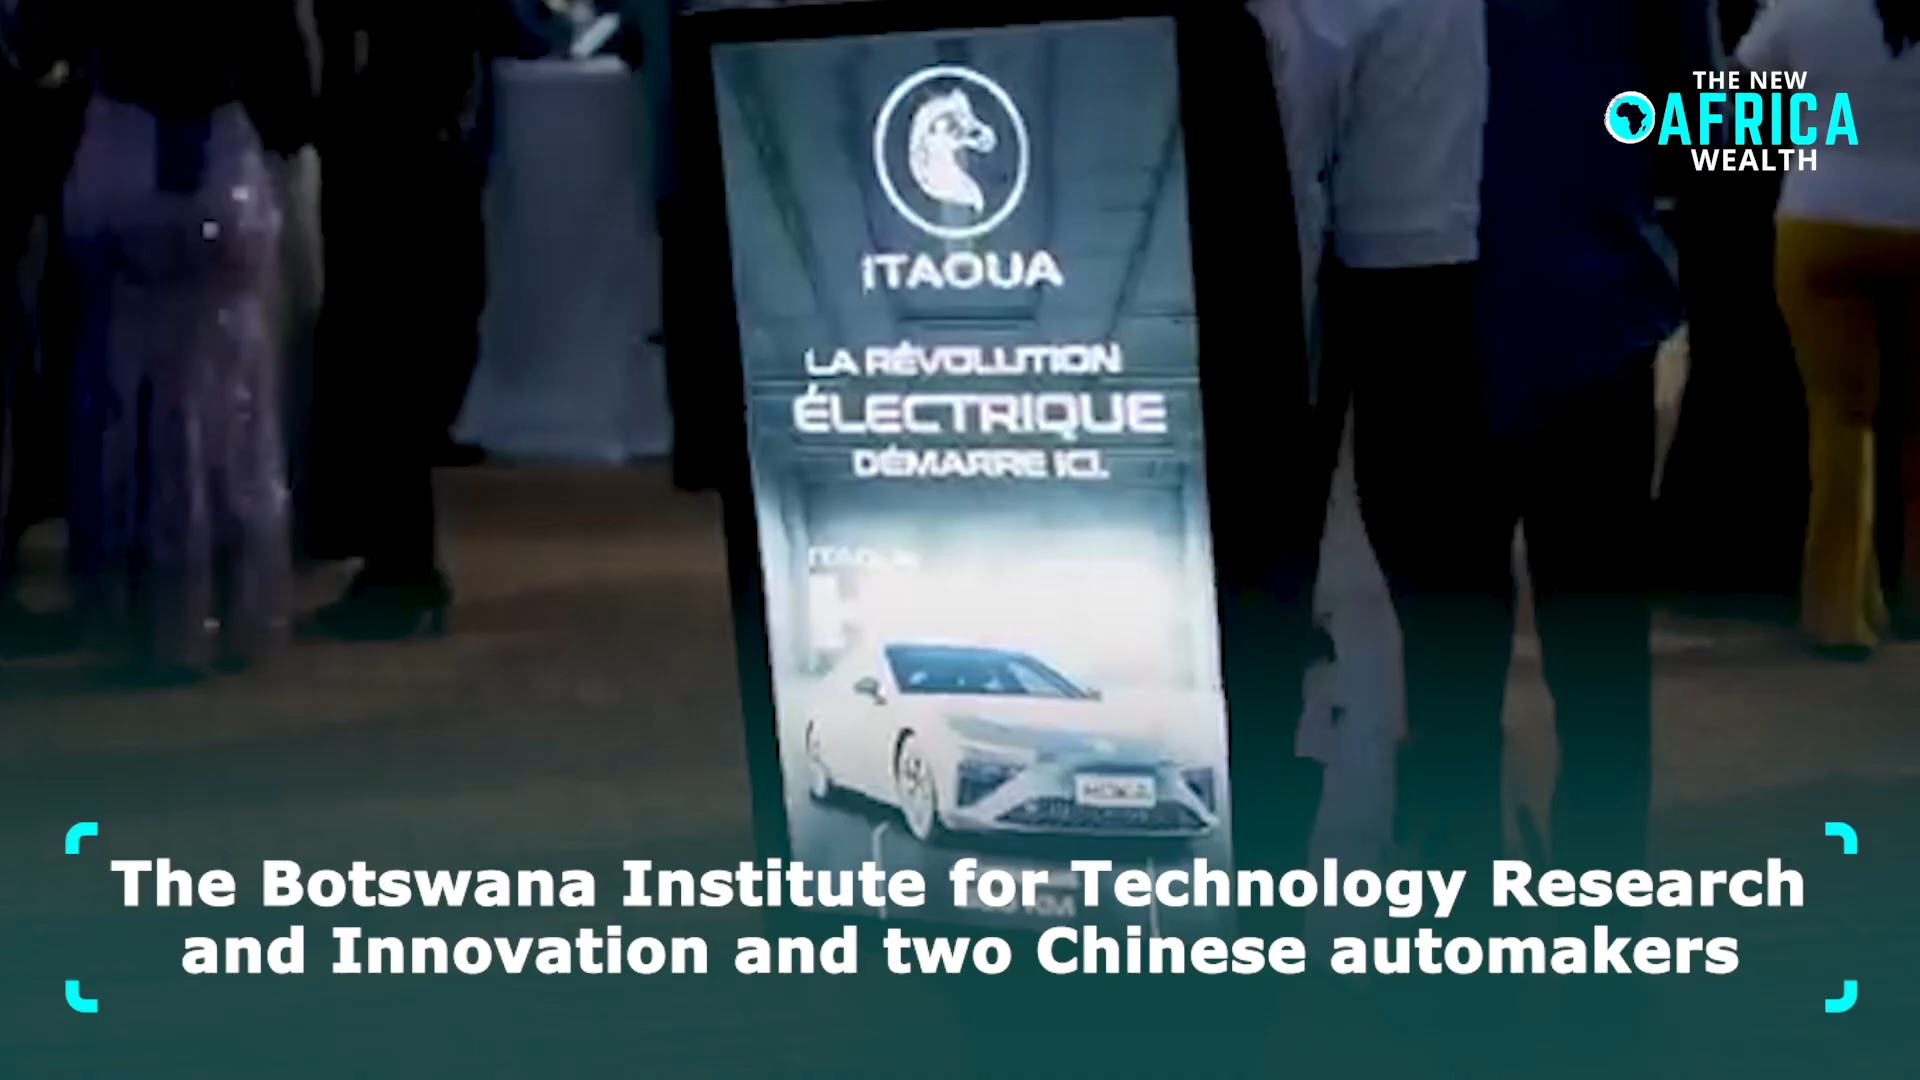 THE NEW
AFRICA
WEALTH
ITAOUA
LA RÉVOLUTION
ÉLECTRIQUE
DÉMARRE ICI.
ITAOUA
The Botswana Institute for Technology Research
and Innovation and two Chinese automakers